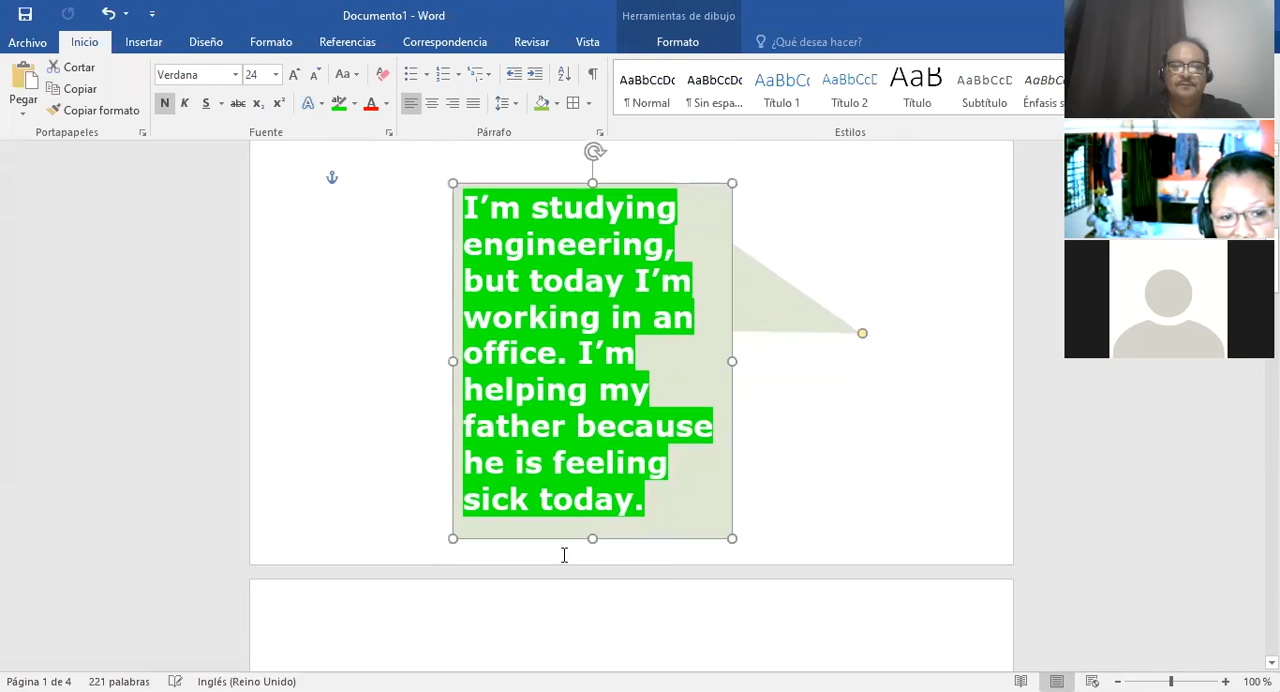 Documento1 - Word
Herramientas de dibujo
Archivo
Inicio
Insertar
Diseño
Formato
Referencias
Correspondencia
Revisar
Vista
Formato
¿Qué desea hacer?
Pegar
Cortar
Copiar
Copiar formato
Portapapeles
Verdana
24
Aa
N K S abc x₂ x²
A
A
Fuente
Párrafo
AaBbCcDc
¶ Normal
AaBbCcDc
¶ Sin espa...
AaBbCc
Título 1
AaBbCcD
Título 2
AaB
Título
AaBbCcD
Subtítulo
AaBbCc
Énfasis s
Estilos
I’m studying
engineering,
but today I’m
working in an
office. I’m
helping my
father because
he is feeling
sick today.
Página 1 de 4
221 palabras
Inglés (Reino Unido)
100 %